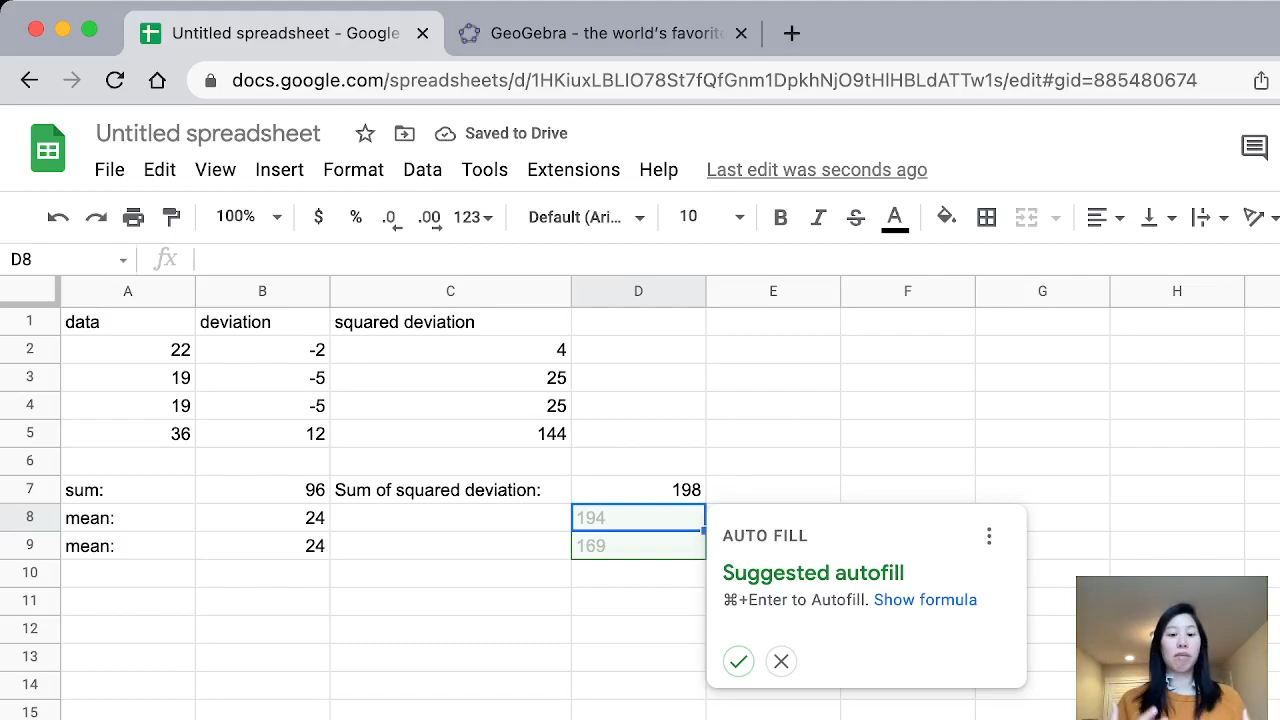 Untitled spreadsheet - Google
GeoGebra - the world's favorite
docs.google.com/spreadsheets/d/1HKiuxLBLIO78St7fQfGnm1DpkhNjO9tHlHBLdATTw1s/edit#gid=885480674
Untitled spreadsheet Saved to Drive
File Edit View Insert Format Data Tools Extensions Help Last edit was seconds ago
100% $ % .0 .00 123 Default (Ari... 10 B I S A
D8 fx
A B C D E F G H
1 data deviation squared deviation
2 22 -2 4
3 19 -5 25
4 19 -5 25
5 36 12 144
6
7 sum: 96 Sum of squared deviation: 198
8 mean: 24 194
9 mean: 24 169
AUTO FILL
Suggested autofill
⌘+Enter to Autofill. Show formula
10
11
12
13
14
15